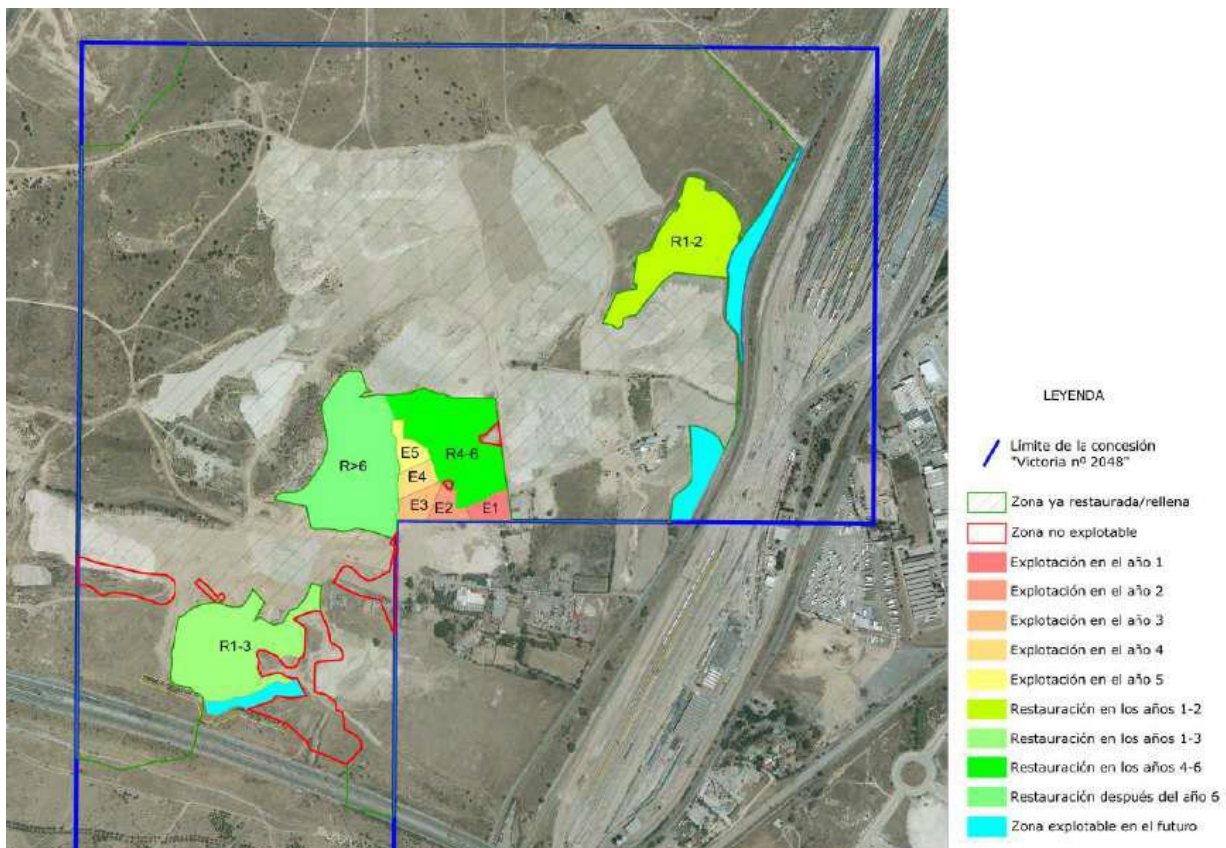 R1-2
E5
R4-6
R>6
E4
E3
E2
E1
R1-3
LEYENDA
Límite de la concesión
"Victoria nº 2048"
Zona ya restaurada/rellena
Zona no explotable
Explotación en el año 1
Explotación en el año 2
Explotación en el año 3
Explotación en el año 4
Explotación en el año 5
Restauración en los años 1-2
Restauración en los años 1-3
Restauración en los años 4-6
Restauración después del año 6
Zona explotable en el futuro